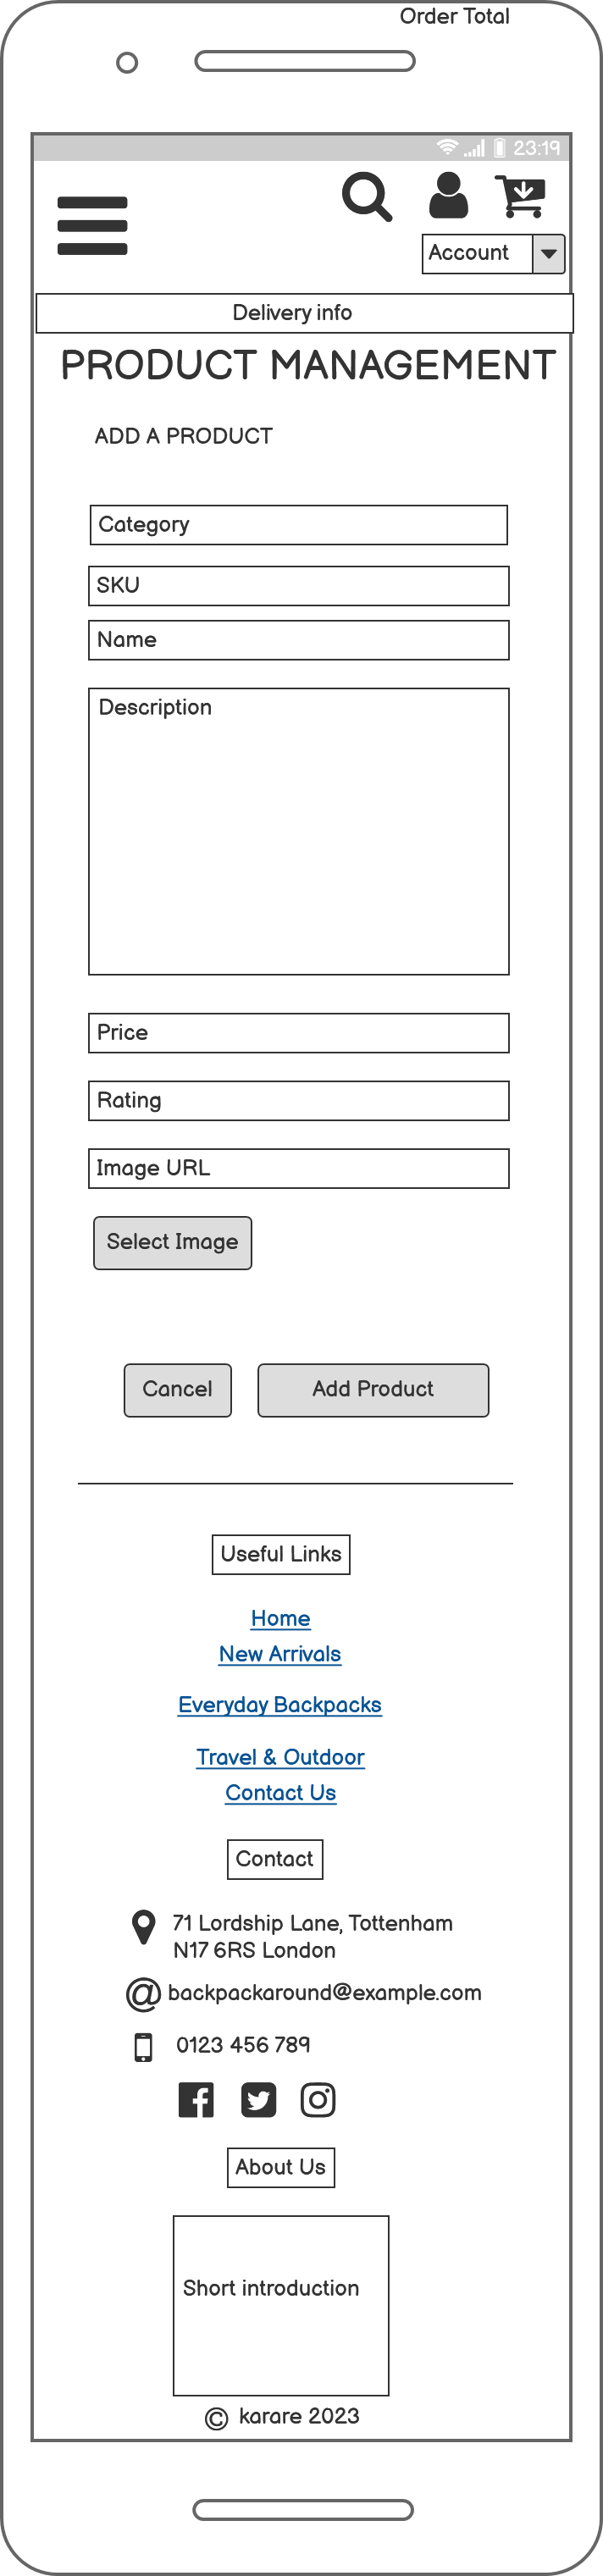 Order Total
23:19
Account
Delivery info
PRODUCT MANAGEMENT
ADD A PRODUCT
Category
SKU
Name
Description
Price
Rating
Image URL
Select Image
Cancel
Add Product
Useful Links
Home
New Arrivals
Everyday Backpacks
Travel & Outdoor
Contact Us
Contact
71 Lordship Lane, Tottenham
N17 6RS London
@ backpackaround@example.com
0123 456 789
About Us
Short introduction
© karare 2023